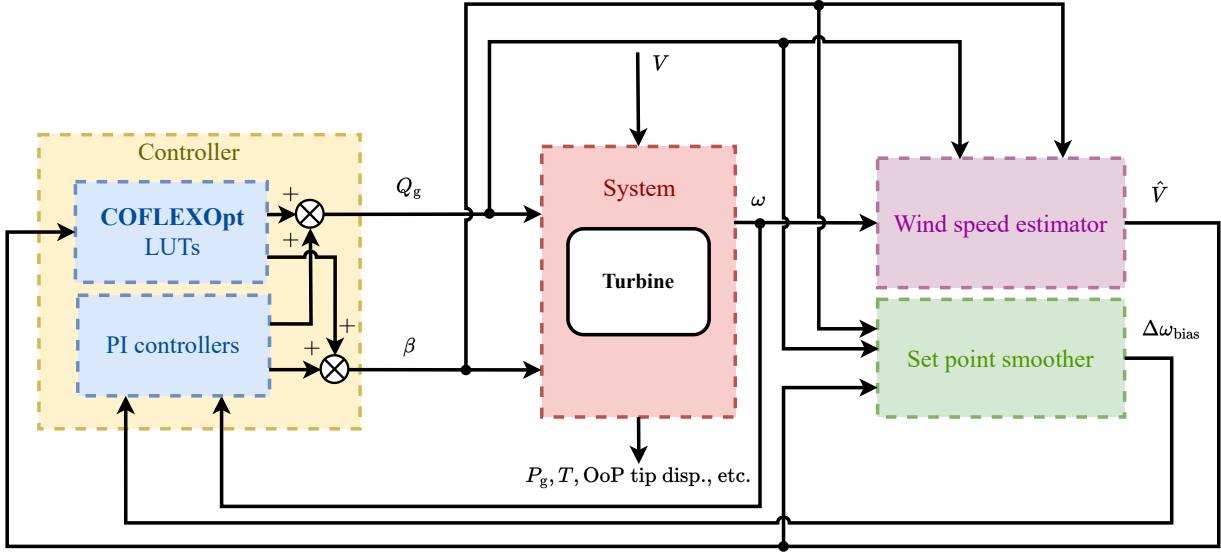 V
Controller
COFLEXOpt
LUTs
+
+
Q_g
System
ω
Wind speed estimator
V̂
Turbine
PI controllers
+
+
β
Set point smoother
Δω_bias
P_g, T, OoP tip disp., etc.